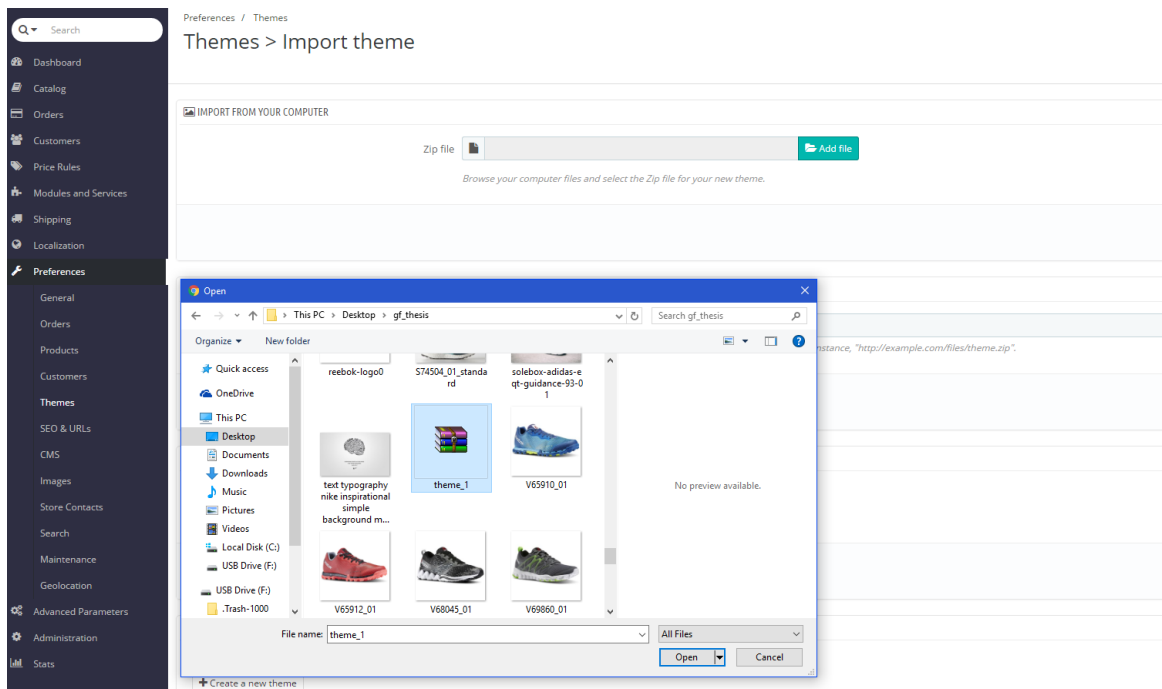 Search
Dashboard
Catalog
Orders
Customers
Price Rules
Modules and Services
Shipping
Localization
Preferences
General
Orders
Products
Customers
Themes
SEO & URLs
CMS
Images
Store Contacts
Search
Maintenance
Geolocation
Advanced Parameters
Administration
Stats
Preferences / Themes
Themes > Import theme
IMPORT FROM YOUR COMPUTER
Zip file
Add file
Browse your computer files and select the Zip file for your new theme.
nstance, "http://example.com/files/theme.zip".
Open
This PC > Desktop > gf_thesis
Search gf_thesis
Organize
New folder
Quick access
OneDrive
This PC
Desktop
Documents
Downloads
Music
Pictures
Videos
Local Disk (C:)
USB Drive (F:)
USB Drive (F:)
.Trash-1000
reebok-logo0
S74504_01_standa
rd
solebox-adidas-e
qt-guidance-93-0
1
text typography
nike inspirational
simple
background m...
theme_1
V65910_01
V65912_01
V68045_01
V69860_01
No preview available.
File name: theme_1
All Files
Open
Cancel
Create a new theme